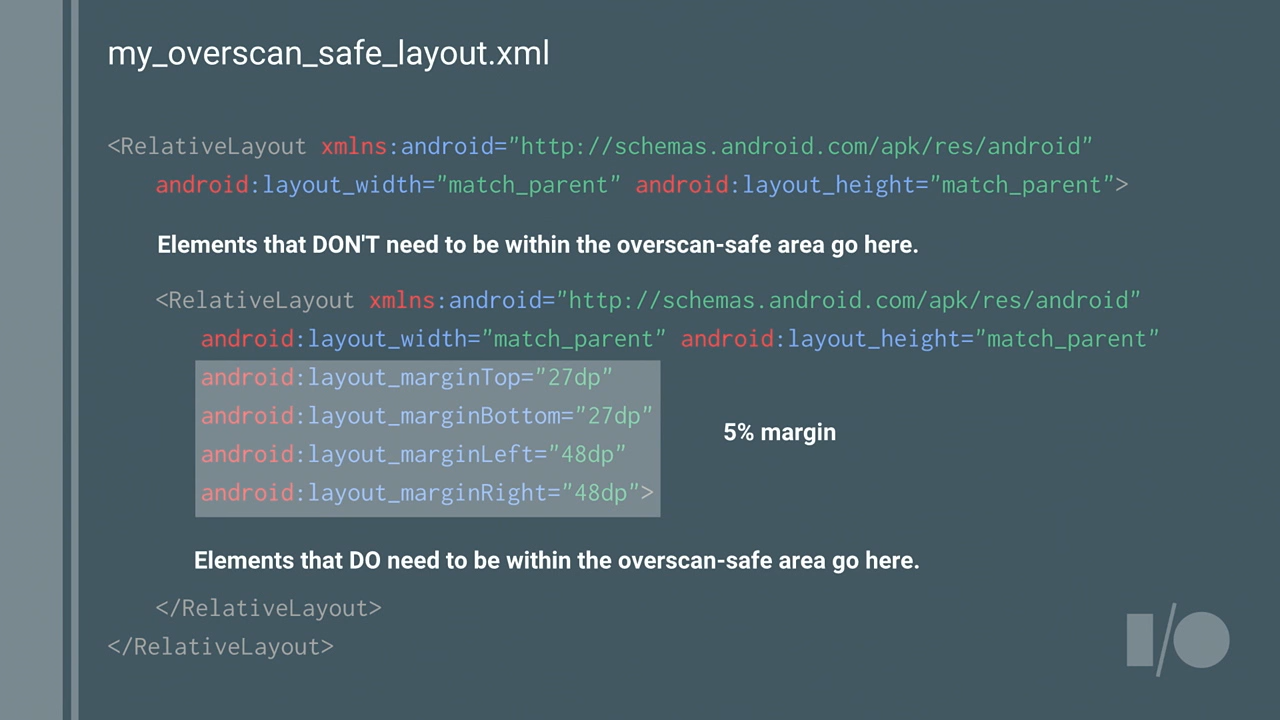 my_overscan_safe_layout.xml
<RelativeLayout xmlns:android="http://schemas.android.com/apk/res/android"
android:layout_width="match_parent" android:layout_height="match_parent">
Elements that DON'T need to be within the overscan-safe area go here.
<RelativeLayout xmlns:android="http://schemas.android.com/apk/res/android"
android:layout_width="match_parent" android:layout_height="match_parent"
android:layout_marginTop="27dp"
android:layout_marginBottom="27dp"
5% margin
android:layout_marginLeft="48dp"
android:layout_marginRight="48dp">
Elements that DO need to be within the overscan-safe area go here.
</RelativeLayout>
</RelativeLayout>
I/O